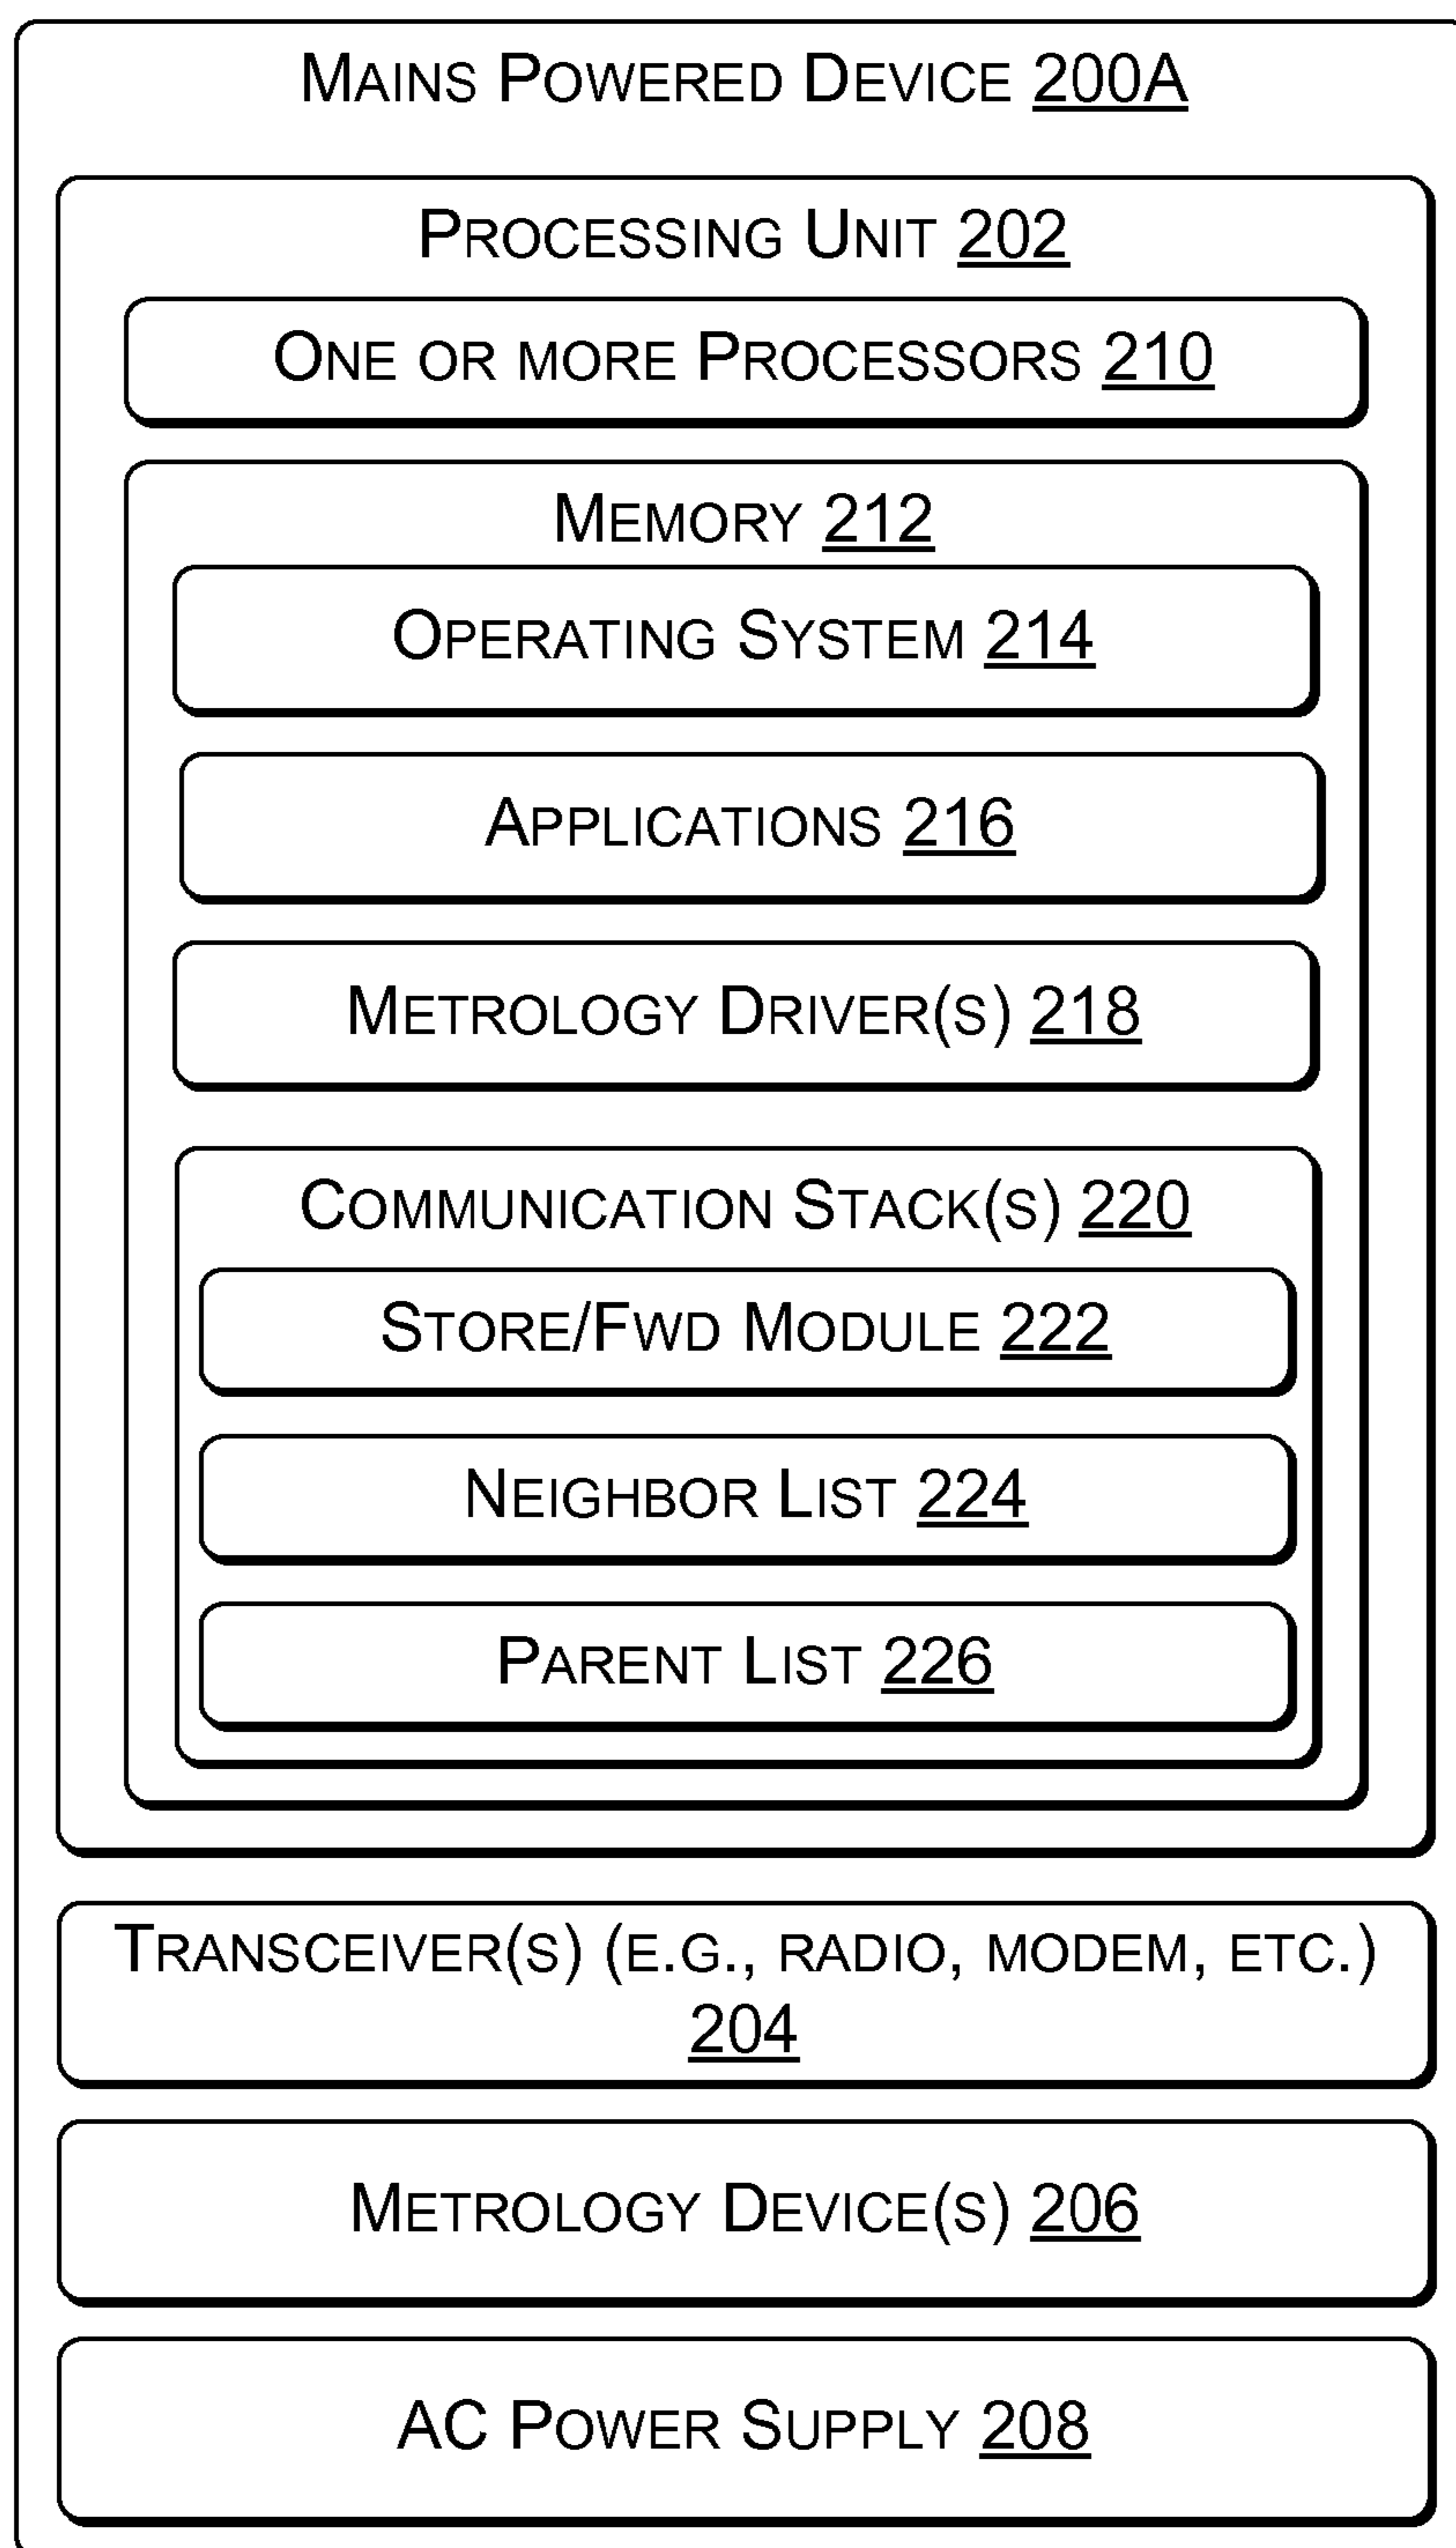 MAINS POWERED DEVICE 200A
PROCESSING UNIT 202
ONE OR MORE PROCESSORS 210
MEMORY 212
OPERATING SYSTEM 214
APPLICATIONS 216
METROLOGY DRIVER(S) 218
COMMUNICATION STACK(S) 220
STORE/FWD MODULE 222
NEIGHBOR LIST 224
PARENT LIST 226
TRANSCEIVER(S) (E.G., RADIO, MODEM, ETC.)
204
METROLOGY DEVICE(S) 206
AC POWER SUPPLY 208